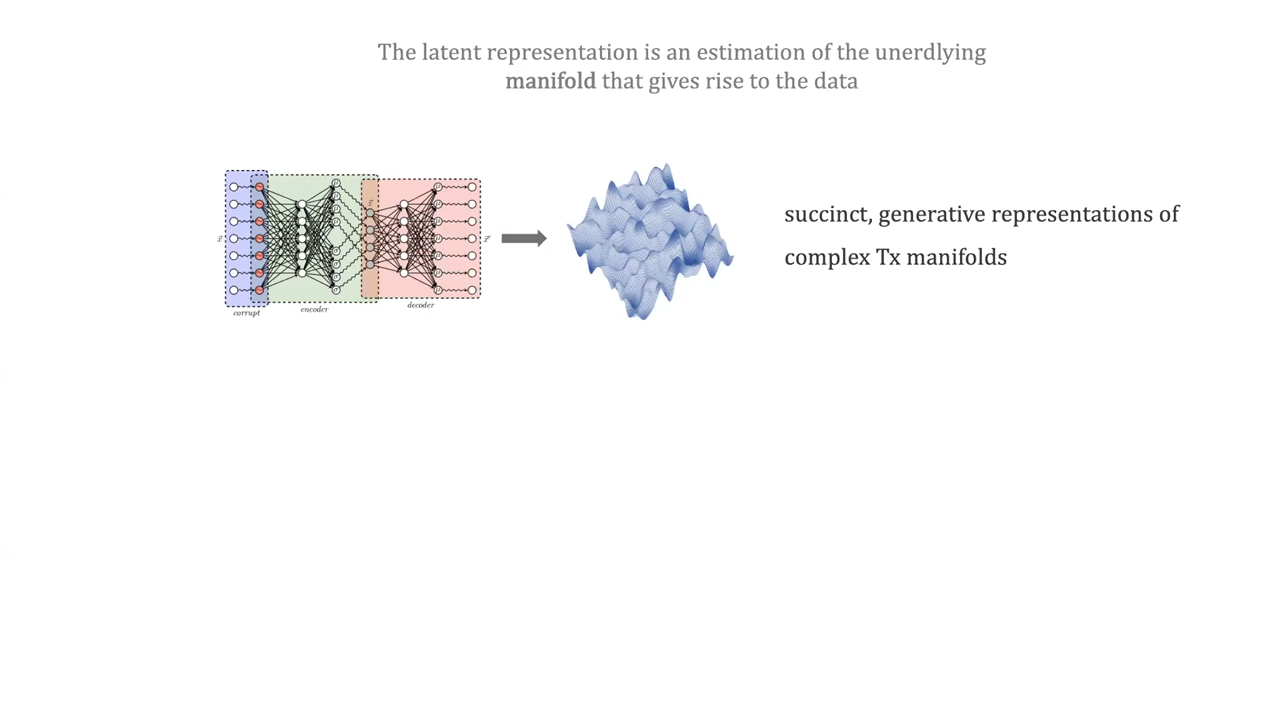 The latent representation is an estimation of the unerdlying
manifold that gives rise to the data
succinct, generative representations of
complex Tx manifolds
corrupt
encoder
decoder